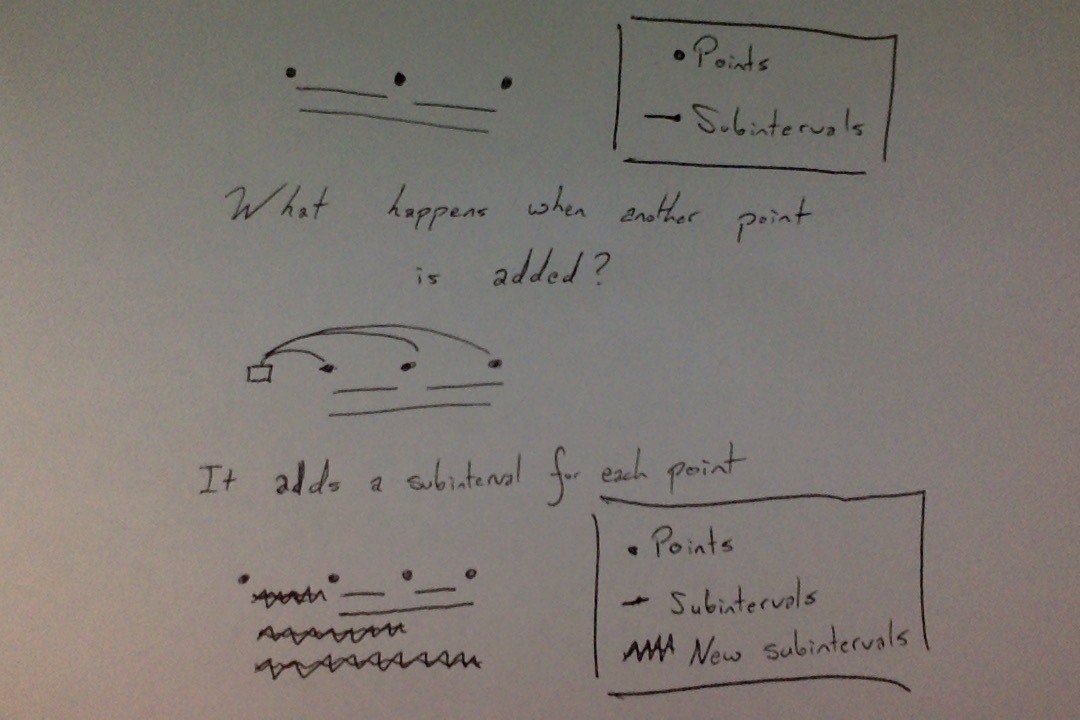 Points
Subintervals
What happens when another point
is added?
It adds a subinterval for each point
Points
Subintervals
New subintervals